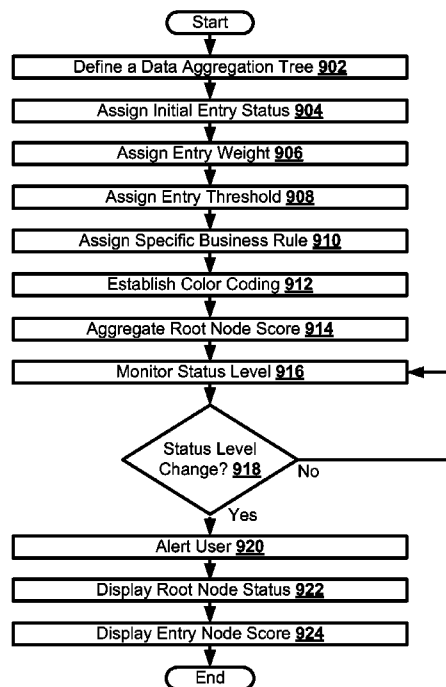 Start
Define a Data Aggregation Tree 902
Assign Initial Entry Status 904
Assign Entry Weight 906
Assign Entry Threshold 908
Assign Specific Business Rule 910
Establish Color Coding 912
Aggregate Root Node Score 914
Monitor Status Level 916
Status Level
Change? 918
No
Yes
Alert User 920
Display Root Node Status 922
Display Entry Node Score 924
End